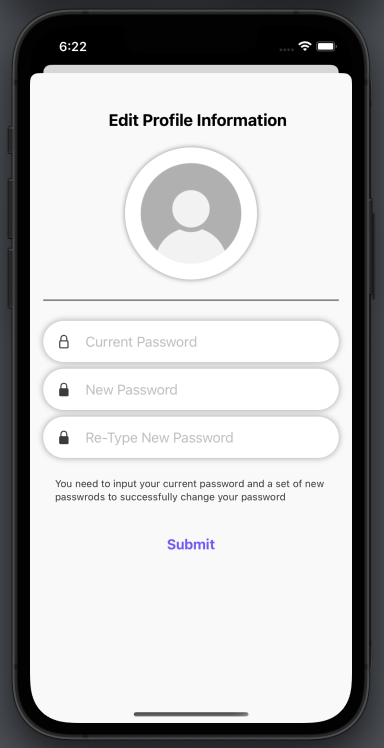 6:22
Edit Profile Information
Current Password
New Password
Re-Type New Password
You need to input your current password and a set of new
passwrods to successfully change your password
Submit